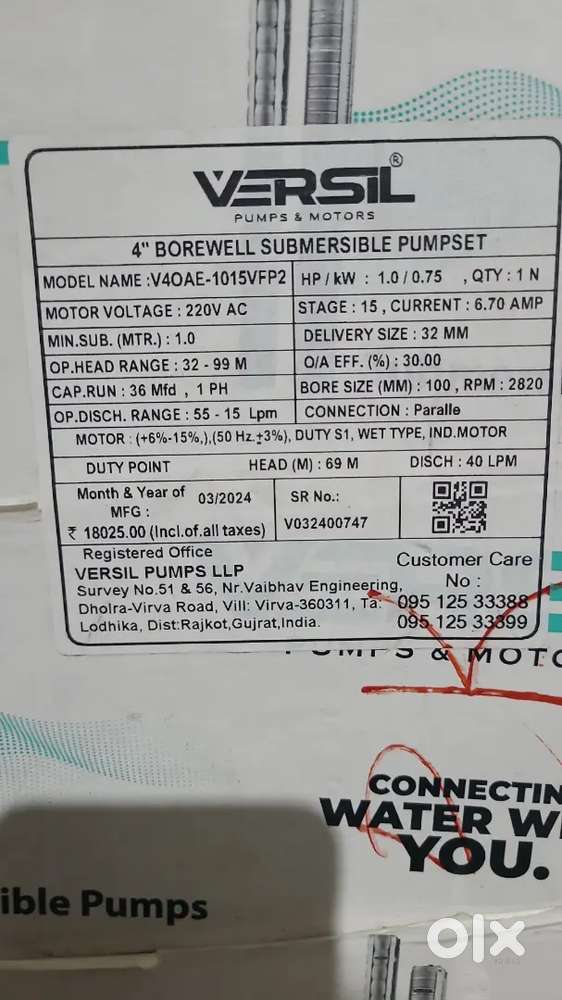 VERSIL®
PUMPS & MOTORS
4" BOREWELL SUBMERSIBLE PUMPSET
MODEL NAME :V4OAE-1015VFP2 HP / kW : 1.0 / 0.75 , QTY : 1 N
MOTOR VOLTAGE : 220V AC STAGE : 15 , CURRENT : 6.70 AMP
MIN.SUB. (MTR.) : 1.0 DELIVERY SIZE : 32 MM
OP.HEAD RANGE : 32 - 99 M O/A EFF. (%) : 30.00
CAP.RUN : 36 Mfd , 1 PH BORE SIZE (MM) : 100 , RPM : 2820
OP.DISCH. RANGE : 55 - 15 Lpm CONNECTION : Paralle
MOTOR : (+6%-15%,),(50 Hz.±3%), DUTY S1, WET TYPE, IND.MOTOR
DUTY POINT HEAD (M) : 69 M DISCH : 40 LPM
Month & Year of MFG : 03/2024 SR No.:
₹ 18025.00 (Incl.of.all taxes) V032400747
Registered Office
VERSIL PUMPS LLP
Survey No.51 & 56, Nr.Vaibhav Engineering,
Dholra-Virva Road, Vill: Virva-360311, Ta:
Lodhika, Dist:Rajkot,Gujrat,India.
Customer Care
No :
095 125 33388
095 125 33399
PUMPS & MOTO
CONNECTIN
WATER WI
YOU.
ible Pumps
olx